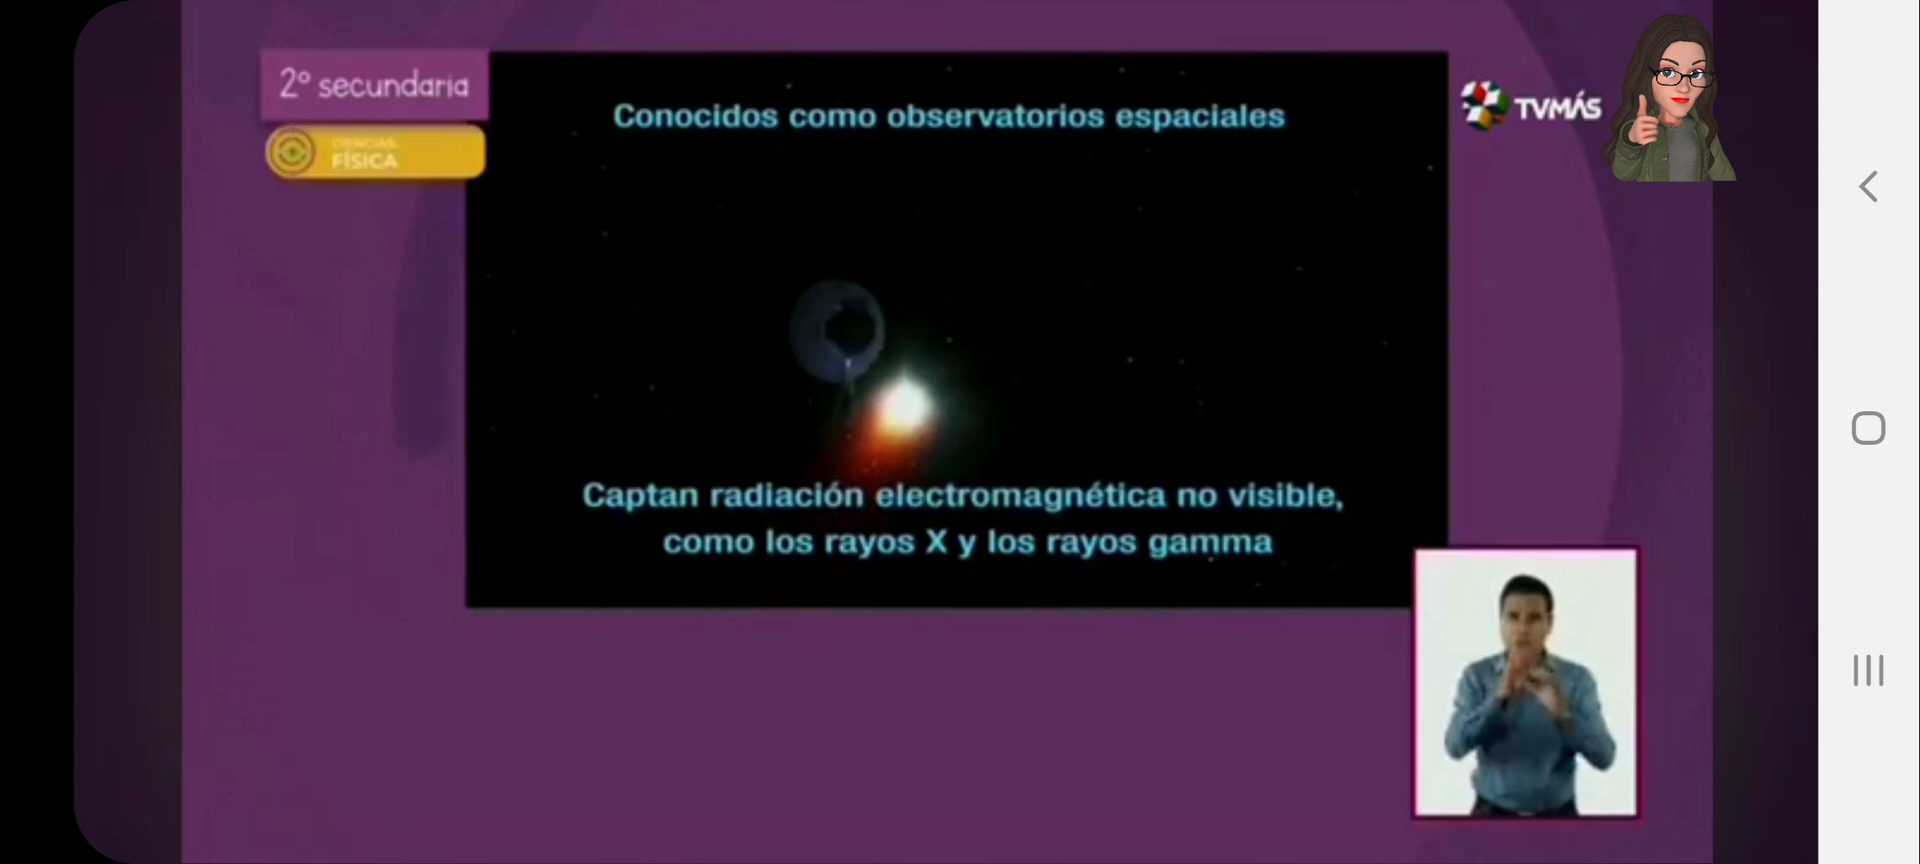 2° secundaria
CIENCIAS.
FÍSICA
Conocidos como observatorios espaciales
TVMÁS
Captan radiación electromagnética no visible,
como los rayos X y los rayos gamma